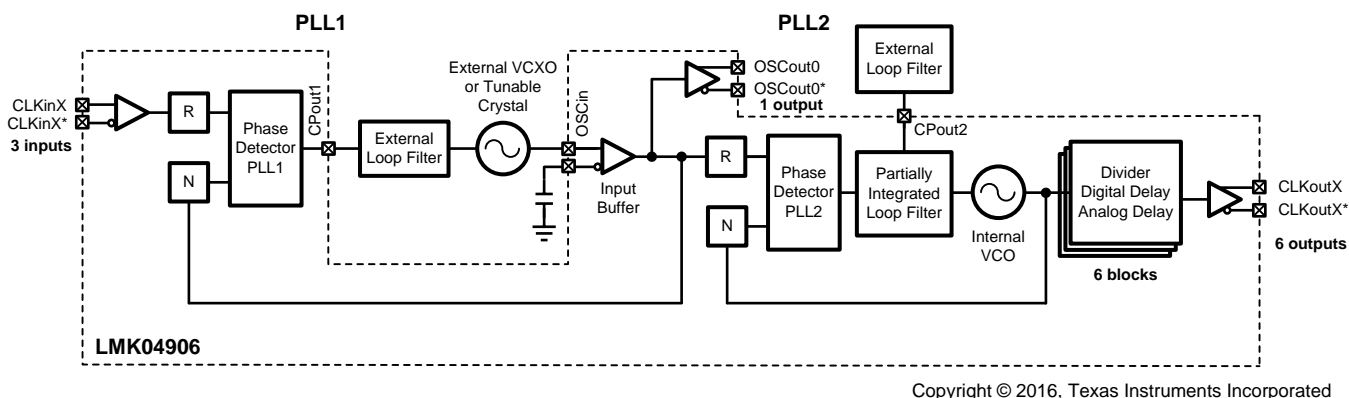 PLL1
PLL2
External
Loop Filter
External VCXO
or Tunable
Crystal
OSCout0
OSCout0*
1 output
CLKinX
CLKinX*
3 inputs
R
N
Phase
Detector
PLL1
CPout1
External
Loop Filter
OSCin
Input
Buffer
CPout2
R
N
Phase
Detector
PLL2
Partially
Integrated
Loop Filter
Internal
VCO
Divider
Digital Delay
Analog Delay
6 blocks
CLKoutX
CLKoutX*
6 outputs
LMK04906
Copyright © 2016, Texas Instruments Incorporated